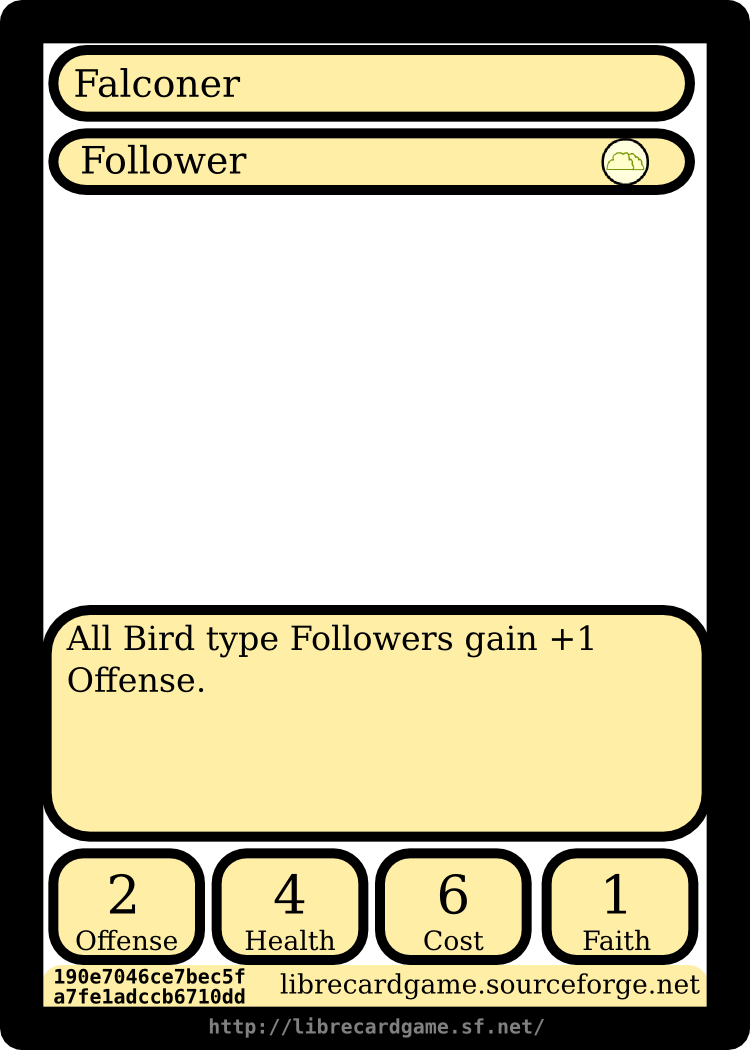 Falconer
Follower
All Bird type Followers gain +1
Offense.
2
Offense
4
Health
6
Cost
1
Faith
190e7046ce7bec5f
a7fe1adccb6710dd
librecardgame.sourceforge.net
http://librecardgame.sf.net/